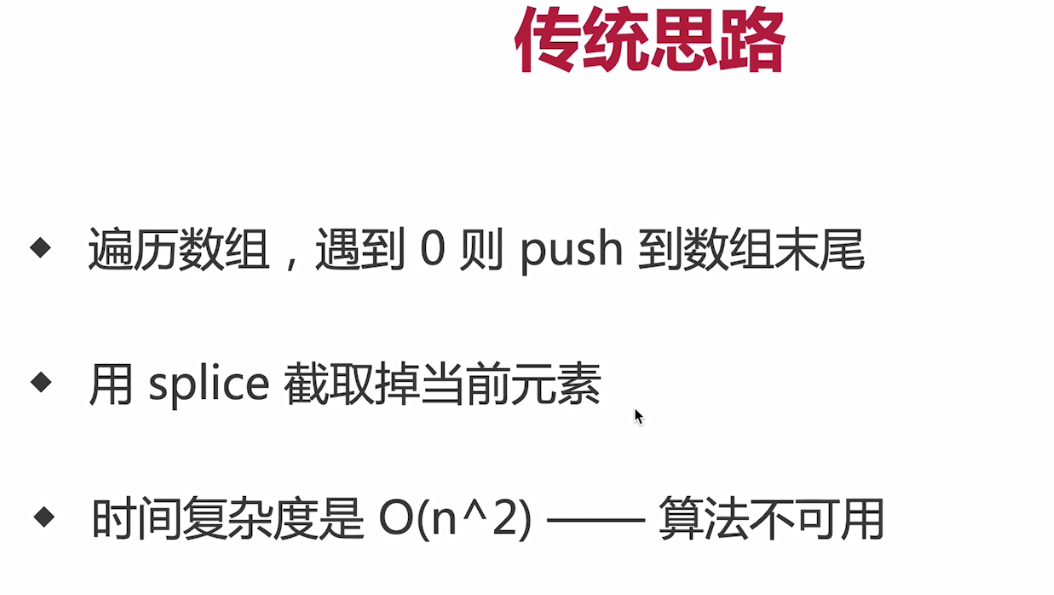 传统思路
遍历数组，遇到 0 则 push 到数组末尾
用 splice 截取掉当前元素
时间复杂度是 O(n^2) —— 算法不可用